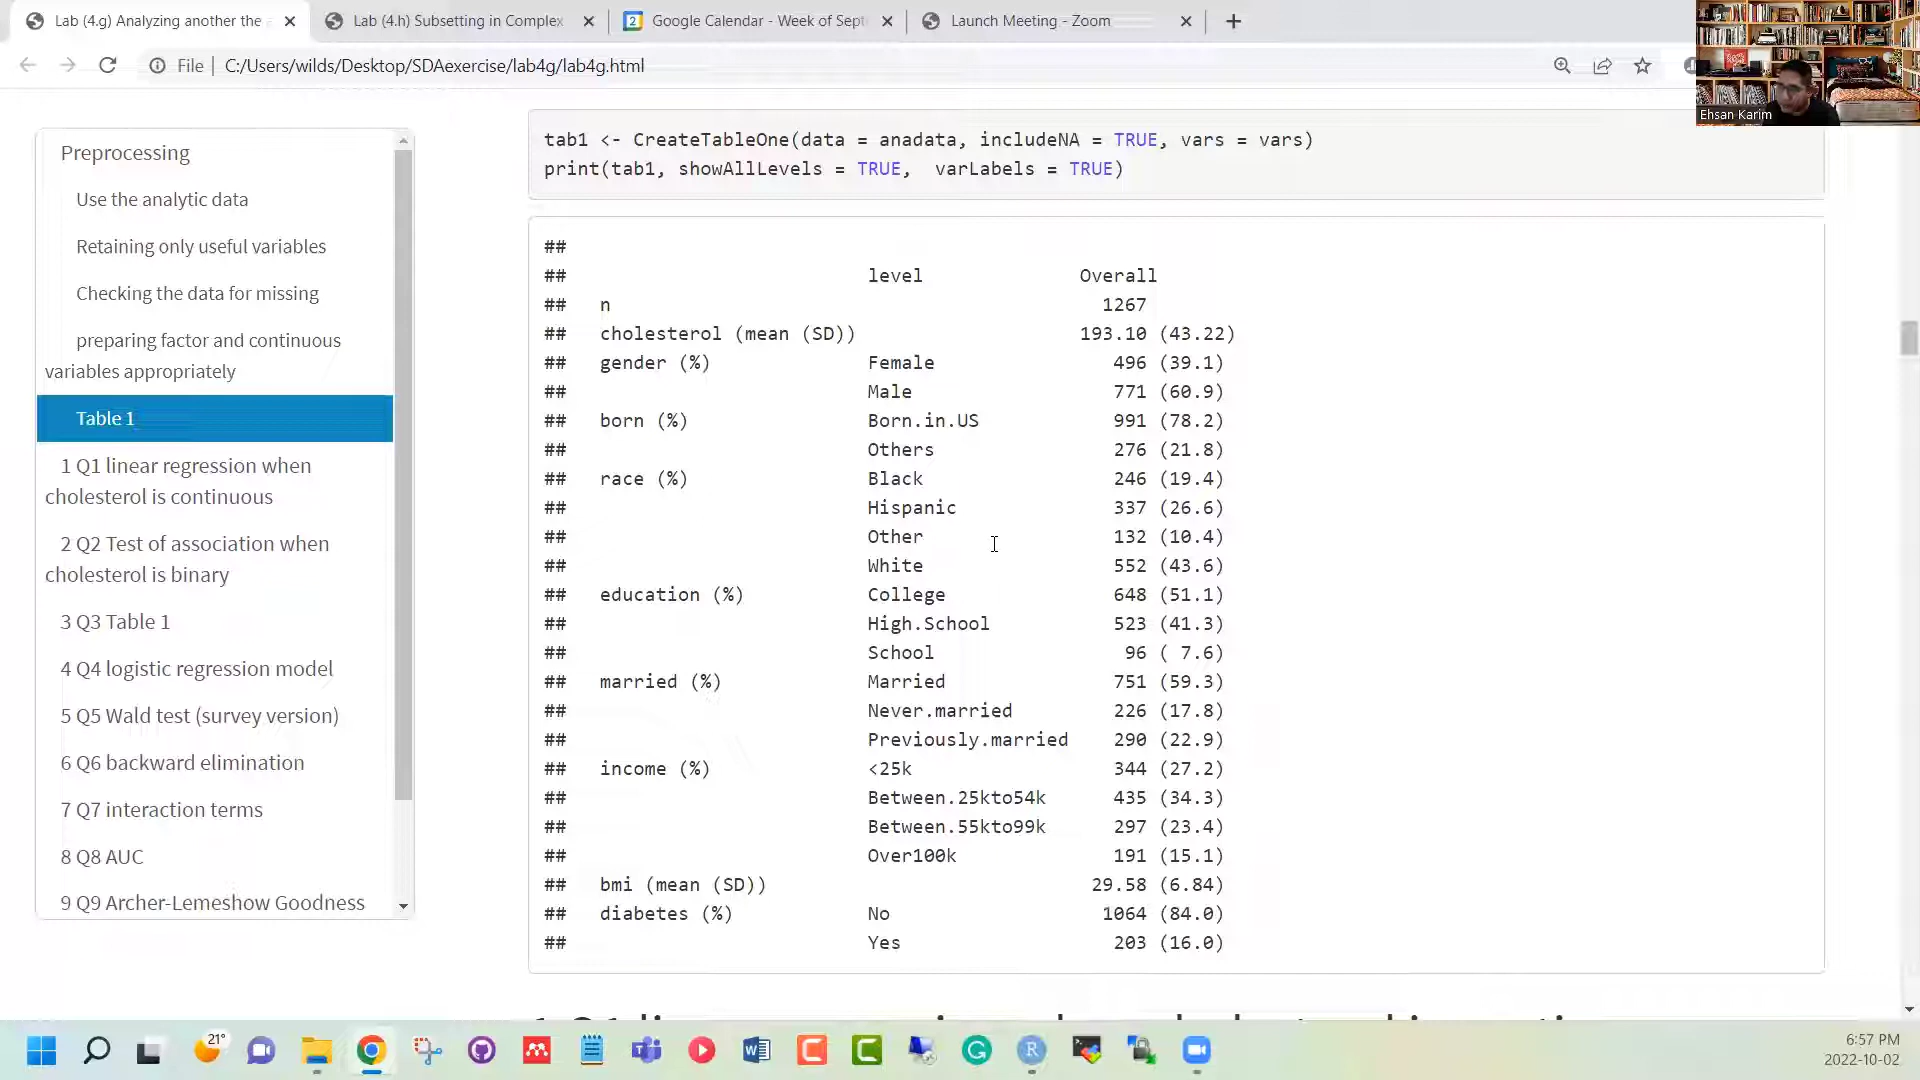 Lab (4.g) Analyzing another the
Lab (4.h) Subsetting in Complex
Google Calendar - Week of Sept
Launch Meeting - Zoom
File | C:/Users/wilds/Desktop/SDAexercise/lab4g/lab4g.html
Ehsan Karim
Preprocessing
Use the analytic data
Retaining only useful variables
Checking the data for missing
preparing factor and continuous
variables appropriately
Table 1
1 Q1 linear regression when
cholesterol is continuous
2 Q2 Test of association when
cholesterol is binary
3 Q3 Table 1
4 Q4 logistic regression model
5 Q5 Wald test (survey version)
6 Q6 backward elimination
7 Q7 interaction terms
8 Q8 AUC
9 Q9 Archer-Lemeshow Goodness
tab1 <- CreateTableOne(data = anadata, includeNA = TRUE, vars = vars)
print(tab1, showAllLevels = TRUE, varLabels = TRUE)
##
## level Overall
## n 1267
## cholesterol (mean (SD)) 193.10 (43.22)
## gender (%) Female 496 (39.1)
## Male 771 (60.9)
## born (%) Born.in.US 991 (78.2)
## Others 276 (21.8)
## race (%) Black 246 (19.4)
## Hispanic 337 (26.6)
## Other 132 (10.4)
## White 552 (43.6)
## education (%) College 648 (51.1)
## High.School 523 (41.3)
## School 96 ( 7.6)
## married (%) Married 751 (59.3)
## Never.married 226 (17.8)
## Previously.married 290 (22.9)
## income (%) <25k 344 (27.2)
## Between.25kto54k 435 (34.3)
## Between.55kto99k 297 (23.4)
## Over100k 191 (15.1)
## bmi (mean (SD)) 29.58 (6.84)
## diabetes (%) No 1064 (84.0)
## Yes 203 (16.0)
21°
6:57 PM
2022-10-02